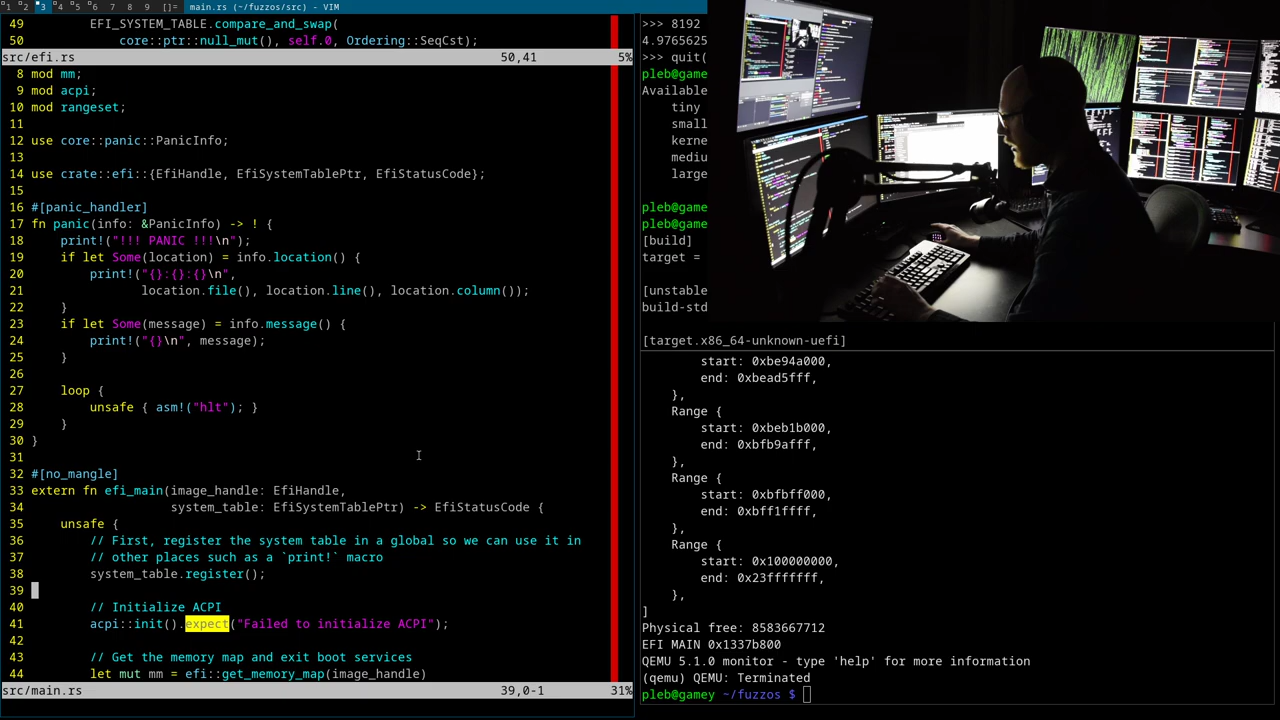 1 2 3 4 5 6 7 8 9 []= main.rs (~/fuzzos/src) - VIM
49 EFI_SYSTEM_TABLE.compare_and_swap(
50 core::ptr::null_mut(), self.0, Ordering::SeqCst);
src/efi.rs 50,41 5%
8 mod mm;
9 mod acpi;
10 mod rangeset;
11
12 use core::panic::PanicInfo;
13
14 use crate::efi::{EfiHandle, EfiSystemTablePtr, EfiStatusCode};
15
16 #[panic_handler]
17 fn panic(info: &PanicInfo) -> ! {
18 print!("!!! PANIC !!!\n");
19 if let Some(location) = info.location() {
20 print!("{}:{}:{}\n",
21 location.file(), location.line(), location.column());
22 }
23 if let Some(message) = info.message() {
24 print!("{}\n", message);
25 }
26
27 loop {
28 unsafe { asm!("hlt"); }
29 }
30 }
31
32 #[no_mangle]
33 extern fn efi_main(image_handle: EfiHandle,
34 system_table: EfiSystemTablePtr) -> EfiStatusCode {
35 unsafe {
36 // First, register the system table in a global so we can use it in
37 // other places such as a `print!` macro
38 system_table.register();
39
40 // Initialize ACPI
41 acpi::init().expect("Failed to initialize ACPI");
42
43 // Get the memory map and exit boot services
44 let mut mm = efi::get_memory_map(image_handle)
src/main.rs 39,0-1 31%
>>> 8192
4.9765625
>>> quit(
pleb@game
Available
tiny
small
kerne
mediu
large
pleb@game
pleb@game
[build]
target =
[unstable
build-std
[target.x86_64-unknown-uefi]
start: 0xbe94a000,
end: 0xbead5fff,
},
Range {
start: 0xbeb1b000,
end: 0xbfb9afff,
},
Range {
start: 0xbfbff000,
end: 0xbff1ffff,
},
Range {
start: 0x100000000,
end: 0x23fffffff,
},
]
Physical free: 8583667712
EFI MAIN 0x1337b800
QEMU 5.1.0 monitor - type 'help' for more information
(qemu) QEMU: Terminated
pleb@gamey ~/fuzzos $